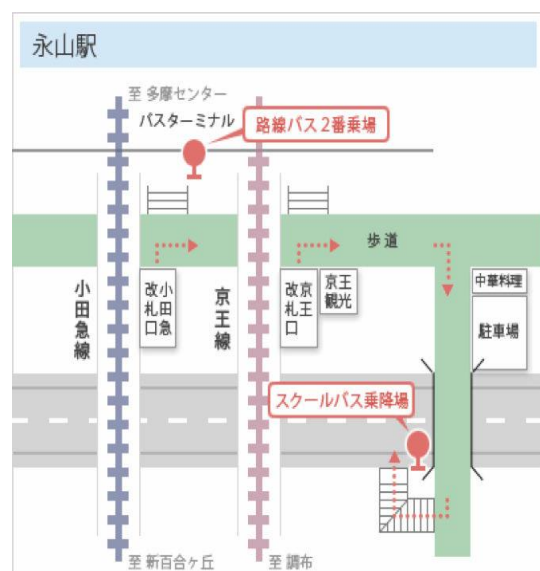 永山駅
至 多摩センター
バスターミナル
路線バス2番乗場
歩道
小田急線
小田急
改札口
京王線
京王
改札口
京王
観光
中華料理
駐車場
スクールバス乗降場
至 新百合ヶ丘
至 調布